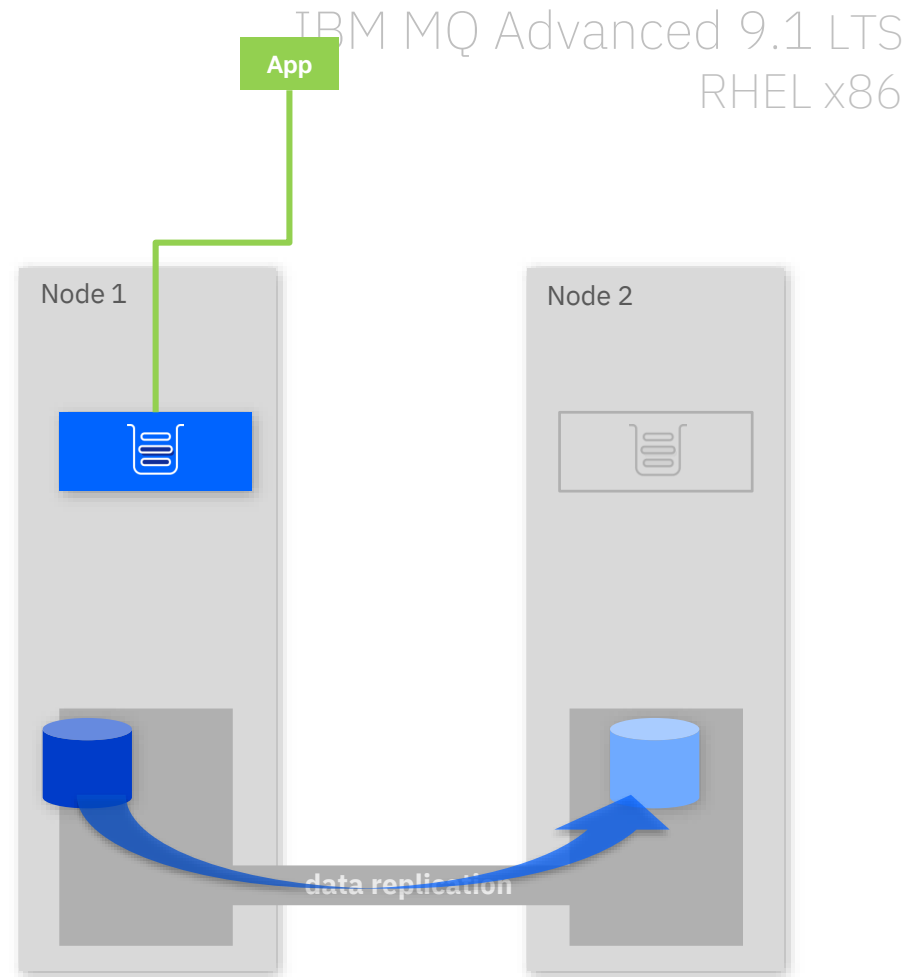 IBM MQ Advanced 9.1 LTS
RHEL x86
App
Node 1
Node 2
data replication